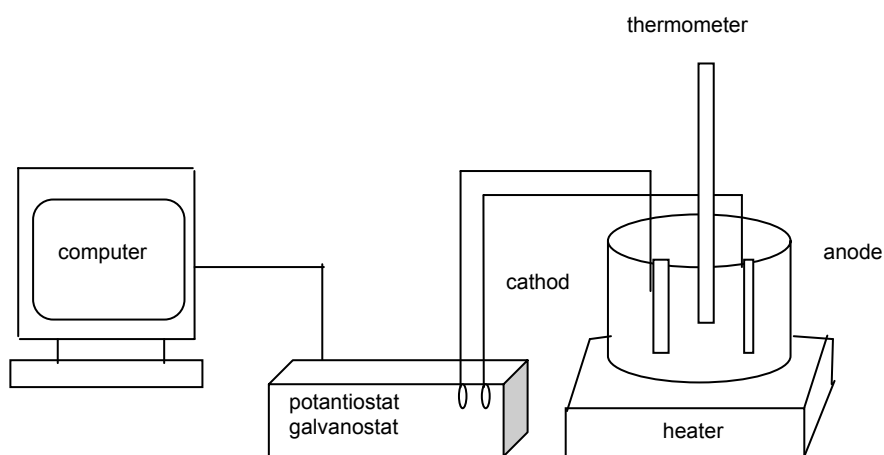 thermometer
computer
cathod
anode
potantiostat
galvanostat
heater